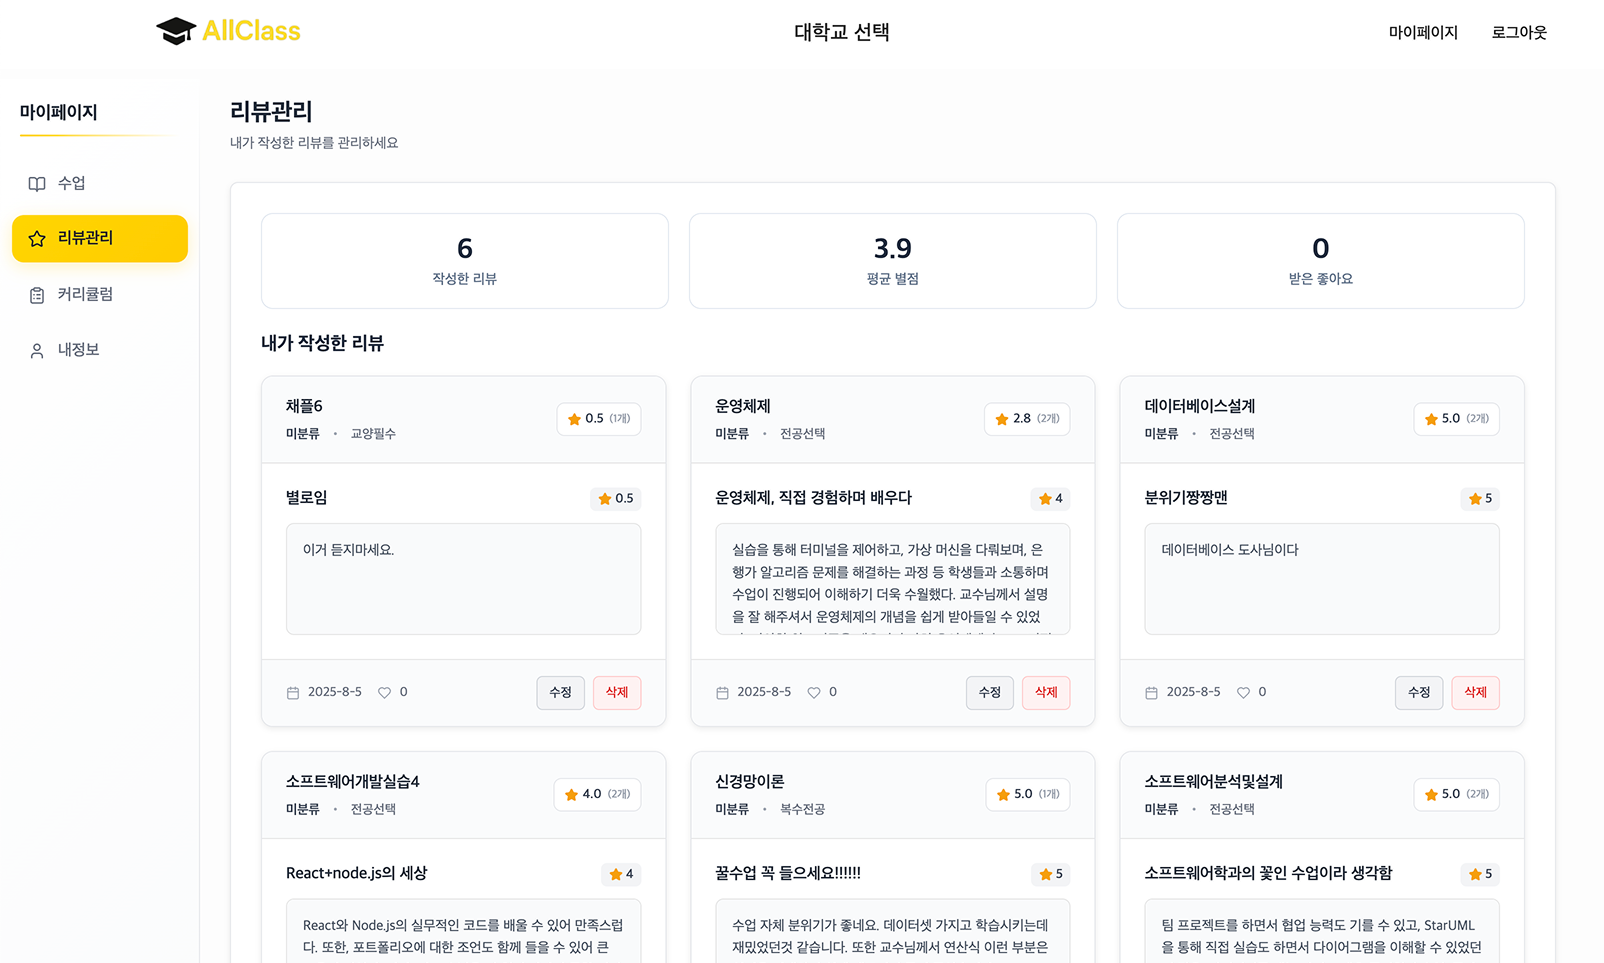 AllClass
대학교 선택
마이페이지
로그아웃
마이페이지
수업
리뷰관리
커리큘럼
내정보
리뷰관리
내가 작성한 리뷰를 관리하세요
6
작성한 리뷰
3.9
평균 별점
0
받은 좋아요
내가 작성한 리뷰
채플6
미분류 • 교양필수
0.5 (1개)
별로임
0.5
이거 듣지마세요.
2025-8-5
0
수정
삭제
운영체제
미분류 • 전공선택
2.8 (2개)
운영체제, 직접 경험하며 배우다
4
실습을 통해 터미널을 제어하고, 가상 머신을 다뤄보며, 은
행가 알고리즘 문제를 해결하는 과정 등 학생들과 소통하며
수업이 진행되어 이해하기 더욱 수월했다. 교수님께서 설명
을 잘 해주셔서 운영체제의 개념을 쉽게 받아들일 수 있었
2025-8-5
0
수정
삭제
데이터베이스설계
미분류 • 전공선택
5.0 (2개)
분위기짱짱맨
5
데이터베이스 도사님이다
2025-8-5
0
수정
삭제
소프트웨어개발실습4
미분류 • 전공선택
4.0 (2개)
React+node.js의 세상
4
React와 Node.js의 실무적인 코드를 배울 수 있어 만족스럽
다. 또한, 포트폴리오에 대한 조언도 함께 들을 수 있어 큰
신경망이론
미분류 • 복수전공
5.0 (1개)
꿀수업 꼭 들으세요!!!!!!
5
수업 자체 분위기가 좋네요. 데이터셋 가지고 학습시키는데
재밌었던것 같습니다. 또한 교수님께서 연산식 이런 부분은
소프트웨어분석및설계
미분류 • 전공선택
5.0 (2개)
소프트웨어학과의 꽃인 수업이라 생각함
5
팀 프로젝트를 하면서 협업 능력도 기를 수 있고, StarUML
을 통해 직접 실습도 하면서 다이어그램을 이해할 수 있었던